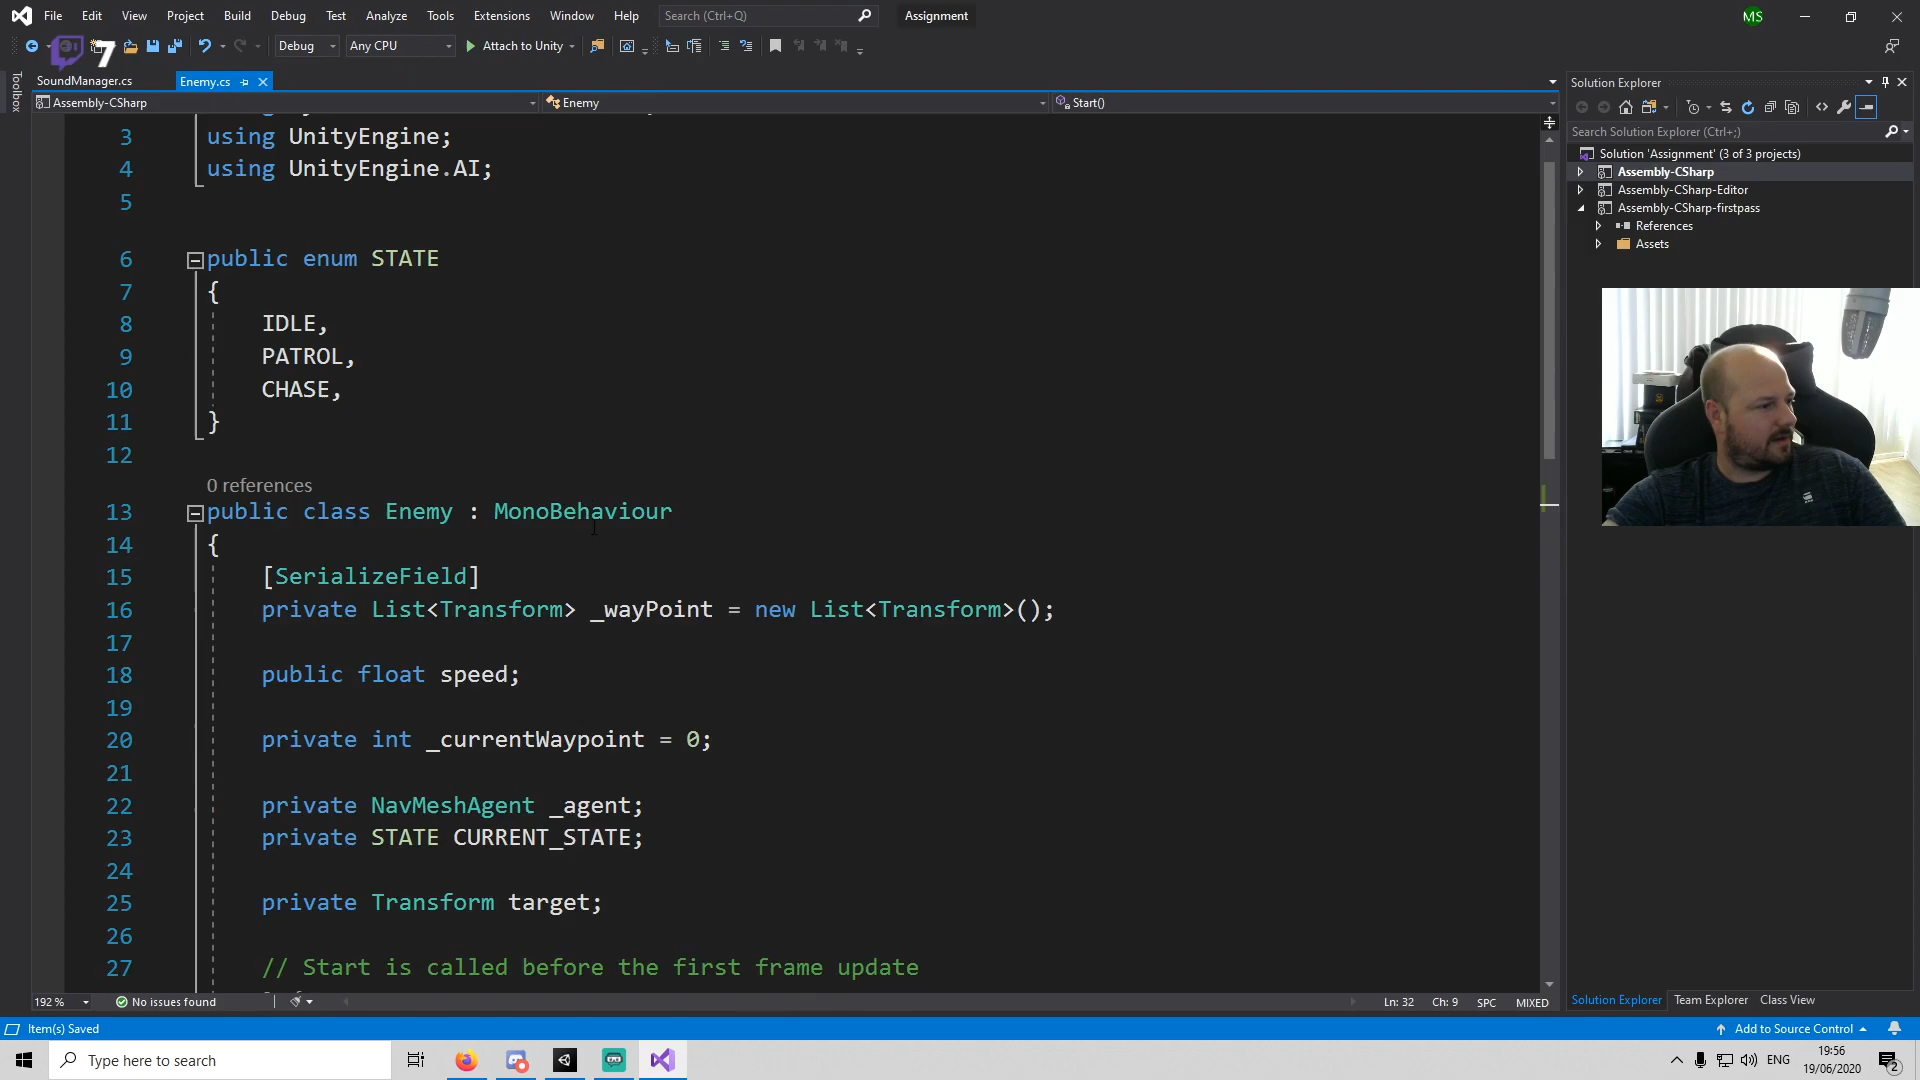 File Edit View Project Build Debug Test Analyze Tools Extensions Window Help Search (Ctrl+Q) Assignment MS
7 Debug Any CPU Attach to Unity
Toolbox
SoundManager.cs Enemy.cs
Assembly-CSharp Enemy Start()
3 using UnityEngine;
4 using UnityEngine.AI;
5
6 public enum STATE
7 {
8 IDLE,
9 PATROL,
10 CHASE,
11 }
12
0 references
13 public class Enemy : MonoBehaviour
14 {
15 [SerializeField]
16 private List<Transform> _wayPoint = new List<Transform>();
17
18 public float speed;
19
20 private int _currentWaypoint = 0;
21
22 private NavMeshAgent _agent;
23 private STATE CURRENT_STATE;
24
25 private Transform target;
26
27 // Start is called before the first frame update
Solution Explorer
Search Solution Explorer (Ctrl+;)
Solution 'Assignment' (3 of 3 projects)
Assembly-CSharp
Assembly-CSharp-Editor
Assembly-CSharp-firstpass
References
Assets
192 % No issues found Ln: 32 Ch: 9 SPC MIXED
Solution Explorer Team Explorer Class View
Item(s) Saved Add to Source Control
Type here to search ENG 19:56
19/06/2020 2